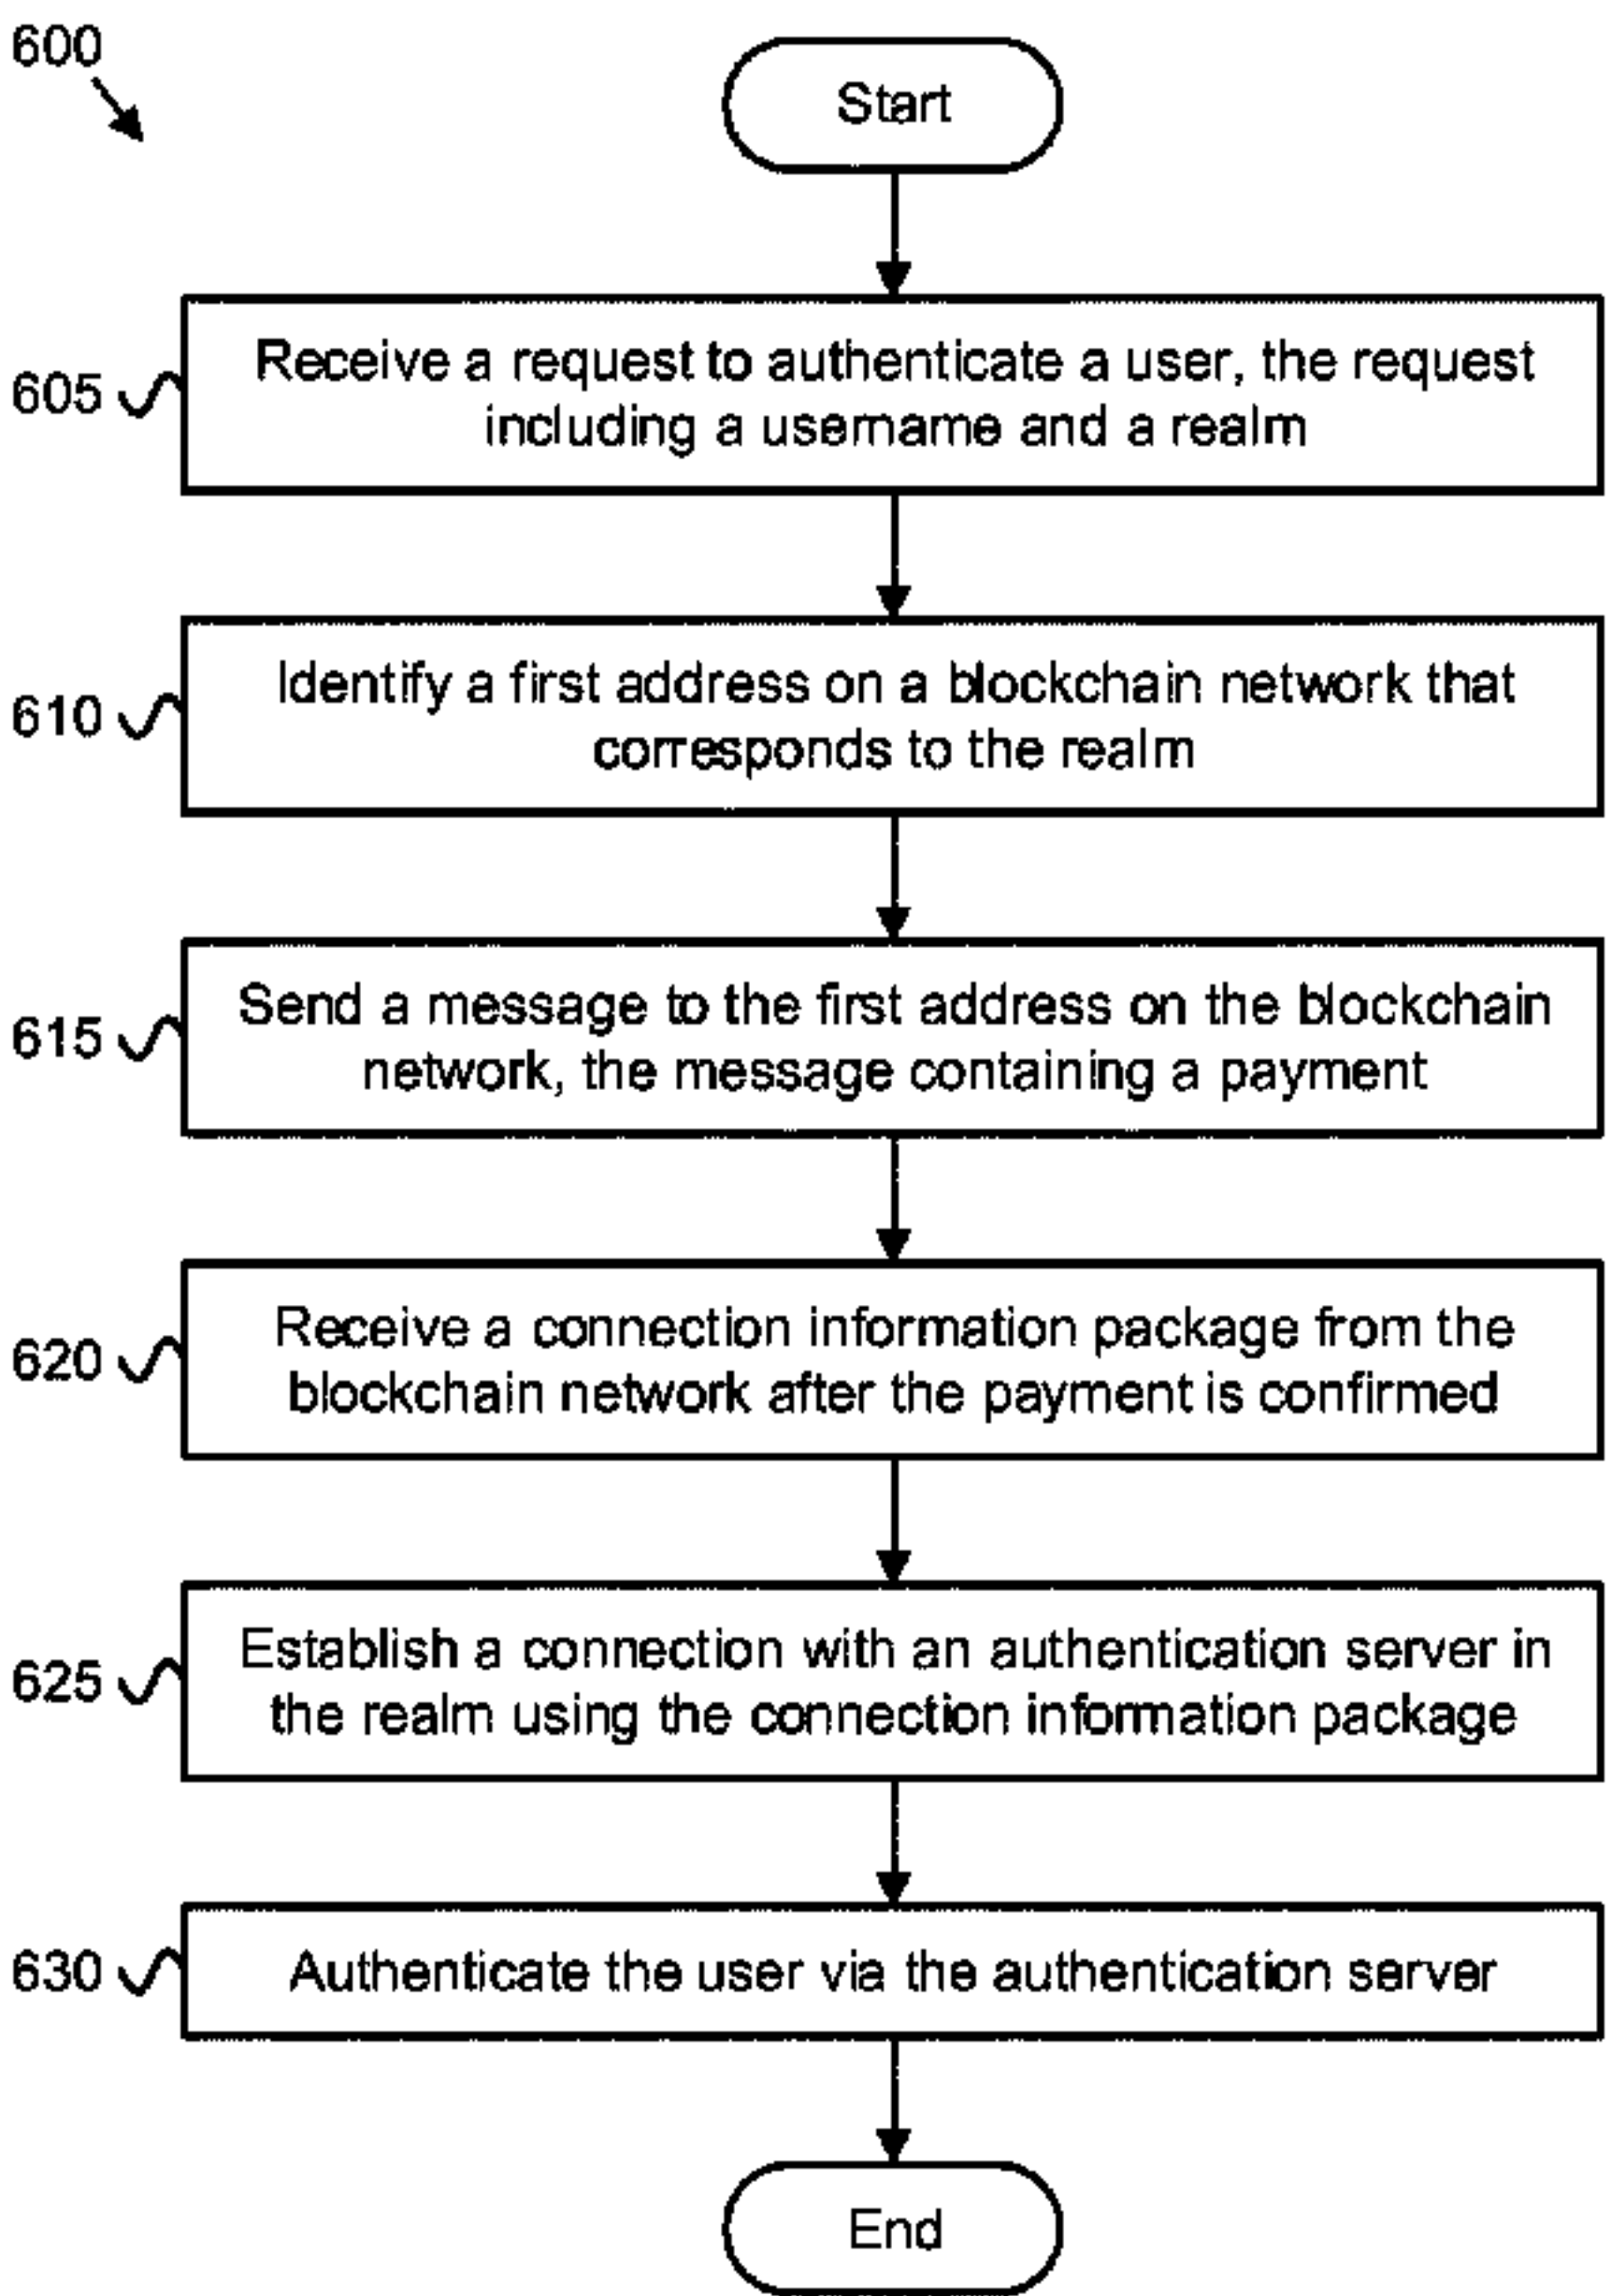 600
Start
605
Receive a request to authenticate a user, the request
including a username and a realm
610
Identify a first address on a blockchain network that
corresponds to the realm
615
Send a message to the first address on the blockchain
network, the message containing a payment
620
Receive a connection information package from the
blockchain network after the payment is confirmed
625
Establish a connection with an authentication server in
the realm using the connection information package
630
Authenticate the user via the authentication server
End